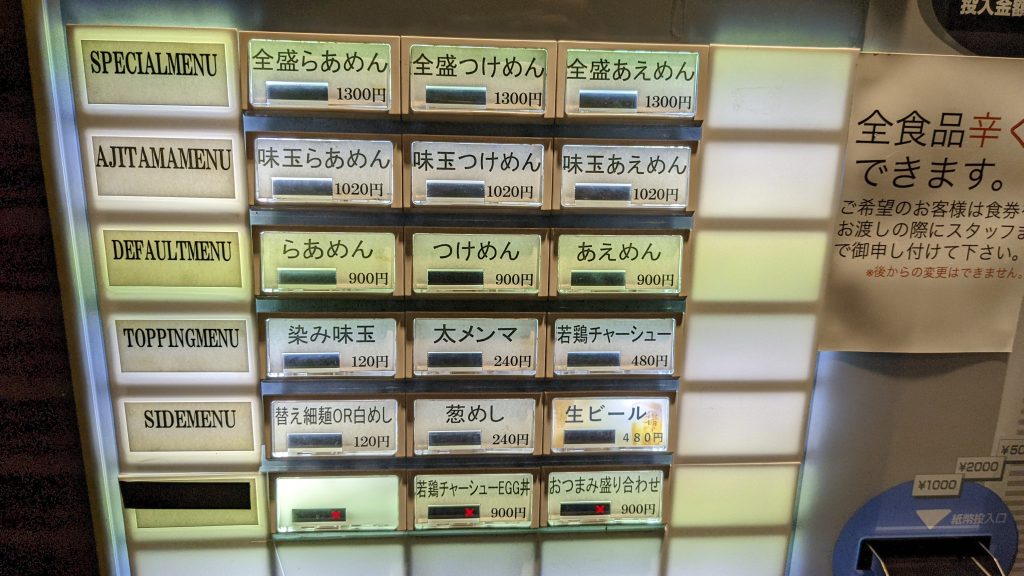 SPECIALMENU
全盛らあめん
1300円
全盛つけめん
1300円
全盛あえめん
1300円
AJITAMAMENU
味玉らあめん
1020円
味玉つけめん
1020円
味玉あえめん
1020円
DEFAULTMENU
らあめん
900円
つけめん
900円
あえめん
900円
TOPPINGMENU
染み味玉
120円
太メンマ
240円
若鶏チャーシュー
480円
SIDEMENU
替え細麺OR白めし
120円
葱めし
240円
生ビール
480円
若鶏チャーシューEGG丼
900円
おつまみ盛り合わせ
900円
投入金額
全食品辛く
できます。
ご希望のお客様は食券
お渡しの際にスタッフま
で御申し付けて下さい。
※後からの変更はできません。
¥1000
¥2000
紙幣投入口